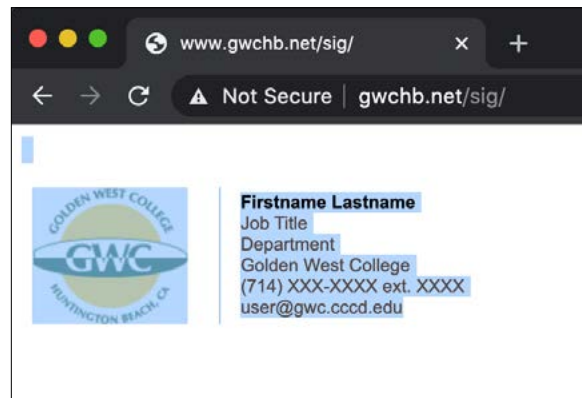 www.gwchb.net/sig/
Not Secure | gwchb.net/sig/
GOLDEN WEST COLLEGE
GWC
HUNTINGTON BEACH, CA
Firstname Lastname
Job Title
Department
Golden West College
(714) XXX-XXXX ext. XXXX
user@gwc.cccd.edu